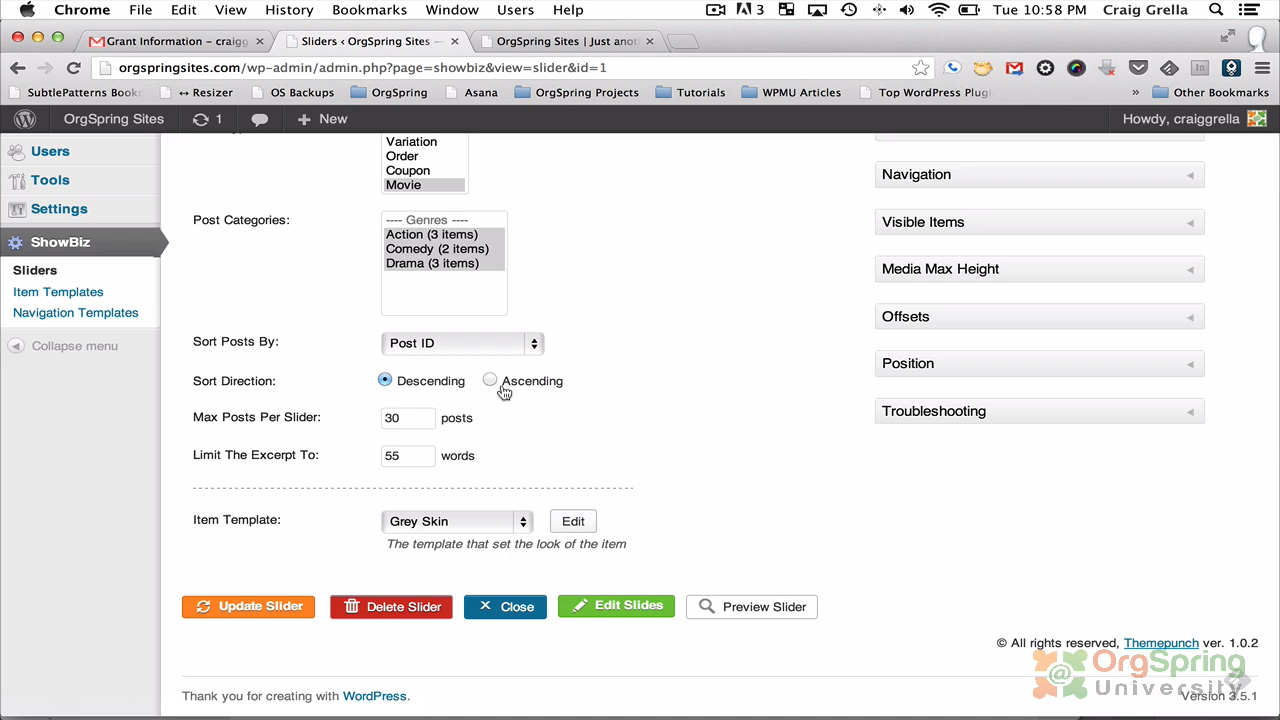 Chrome File Edit View History Bookmarks Window Users Help 3 Tue 10:58 PM Craig Grella
Grant Information – craigg × Sliders ‹ OrgSpring Sites — × OrgSpring Sites | Just anot ×
orgspringsites.com/wp-admin/admin.php?page=showbiz&view=slider&id=1
SubtlePatterns Book ↔ Resizer OS Backups OrgSpring Asana OrgSpring Projects Tutorials WPMU Articles Top WordPress Plugi » Other Bookmarks
OrgSpring Sites 1 + New Howdy, craiggrella
Users
Tools
Settings
ShowBiz
Sliders
Item Templates
Navigation Templates
Collapse menu
Variation
Order
Coupon
Movie
Post Categories:
---- Genres ----
Action (3 items)
Comedy (2 items)
Drama (3 items)
Sort Posts By: Post ID
Sort Direction: Descending Ascending
Max Posts Per Slider: 30 posts
Limit The Excerpt To: 55 words
Item Template: Grey Skin Edit
The template that set the look of the item
Update Slider Delete Slider × Close Edit Slides Preview Slider
Navigation
Visible Items
Media Max Height
Offsets
Position
Troubleshooting
© All rights reserved, Themepunch ver. 1.0.2
OrgSpring
University
Thank you for creating with WordPress.
Version 3.5.1